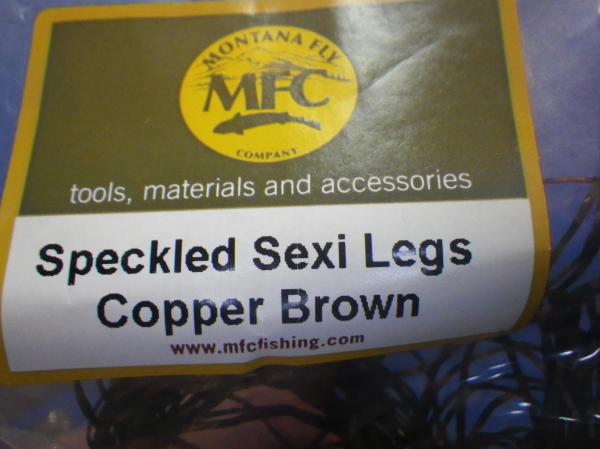 MONTANA FLY
MFC
COMPANY
tools, materials and accessories
Speckled Sexi Legs
Copper Brown
www.mfcfishing.com